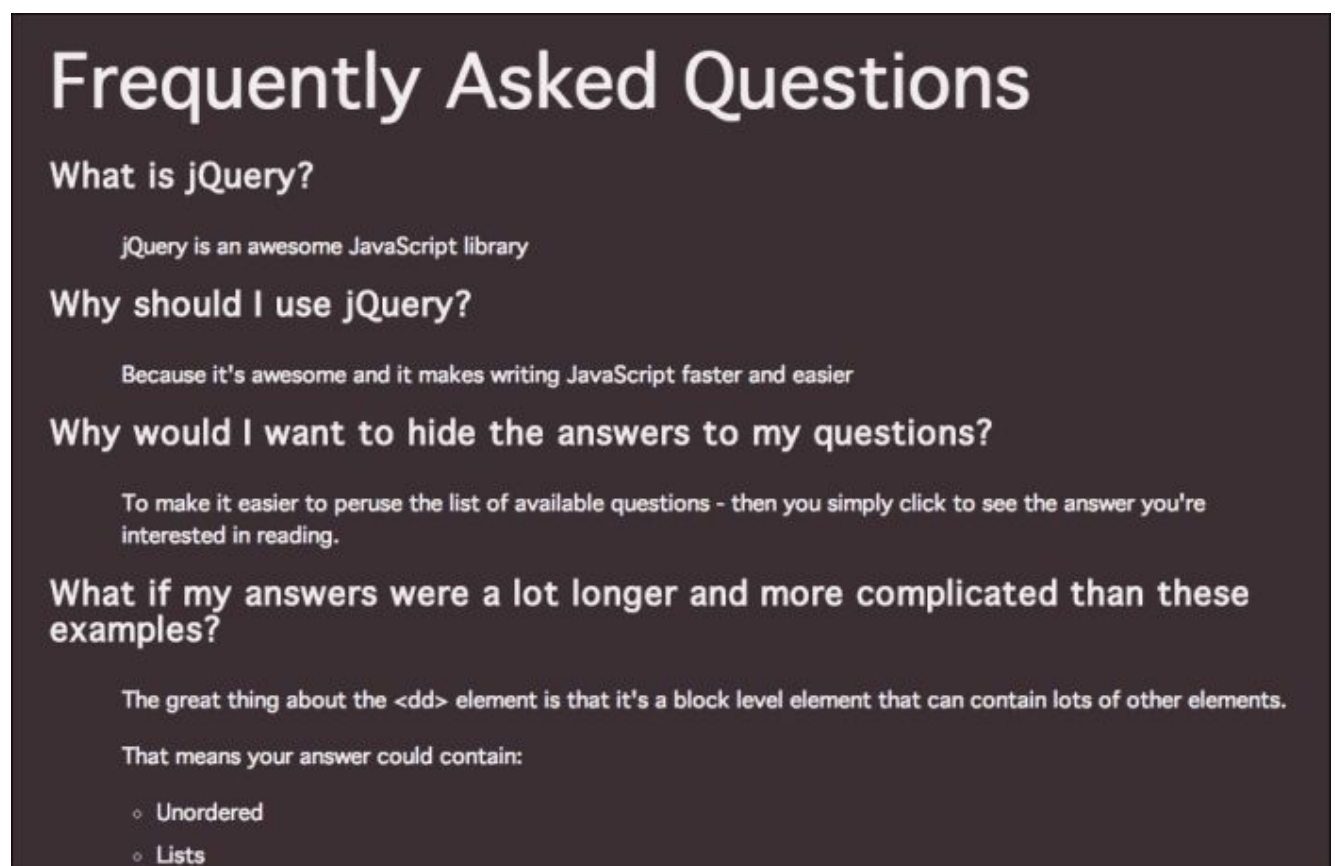 Frequently Asked Questions
What is jQuery?
jQuery is an awesome JavaScript library
Why should I use jQuery?
Because it's awesome and it makes writing JavaScript faster and easier
Why would I want to hide the answers to my questions?
To make it easier to peruse the list of available questions - then you simply click to see the answer you're
interested in reading.
What if my answers were a lot longer and more complicated than these
examples?
The great thing about the <dd> element is that it's a block level element that can contain lots of other elements.
That means your answer could contain:
◦ Unordered
◦ Lists